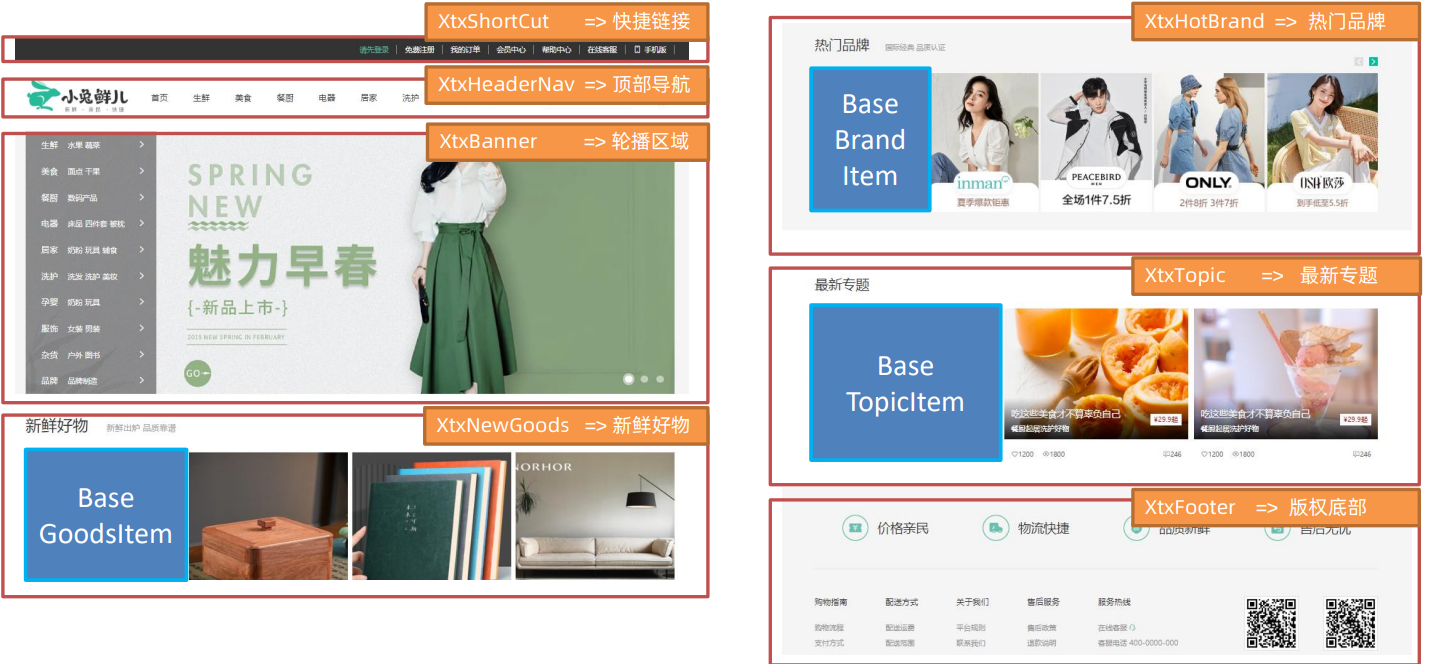 XtxShortCut => 快捷链接
请先登录 免费注册 我的订单 会员中心 帮助中心 在线客服 手机版
XtxHeaderNav => 顶部导航
小兔鲜儿
新鲜 · 亲民 · 快捷
首页 生鲜 美食 餐厨 电器 居家 洗护
XtxBanner => 轮播区域
生鲜 水果 蔬菜
美食 面点 干果
餐厨 数码产品
电器 床品 四件套 被枕
居家 奶粉 玩具 辅食
洗护 洗发 洗护 美妆
孕婴 奶粉 玩具
服饰 女装 男装
杂货 户外 图书
品牌 品牌制造
SPRING
NEW
魅力早春
{-新品上市-}
2019 NEW SPRING IN FEBRUARY
GO
XtxNewGoods => 新鲜好物
新鲜好物 新鲜出炉 品质靠谱
Base
GoodsItem
NORHOR
XtxHotBrand => 热门品牌
热门品牌 国际经典 品质认证
Base
Brand
Item
inman
夏季爆款钜惠
PEACEBIRD
MEN
全场1件7.5折
ONLY
2件8折 3件7折
OSH欧莎
到手低至5.5折
XtxTopic => 最新专题
最新专题
Base
TopicItem
吃这些美食才不算辜负自己
餐厨起居洗护好物
¥29.9起
1200 1800 246
吃这些美食才不算辜负自己
餐厨起居洗护好物
¥29.9起
1200 1800 246
XtxFooter => 版权底部
价格亲民 物流快捷 品质新鲜 售后无忧
购物指南 配送方式 关于我们 售后服务 服务热线
购物流程 配送运费 平台规则 售后政策 在线客服
支付方式 配送范围 联系我们 退款说明 客服电话 400-0000-000